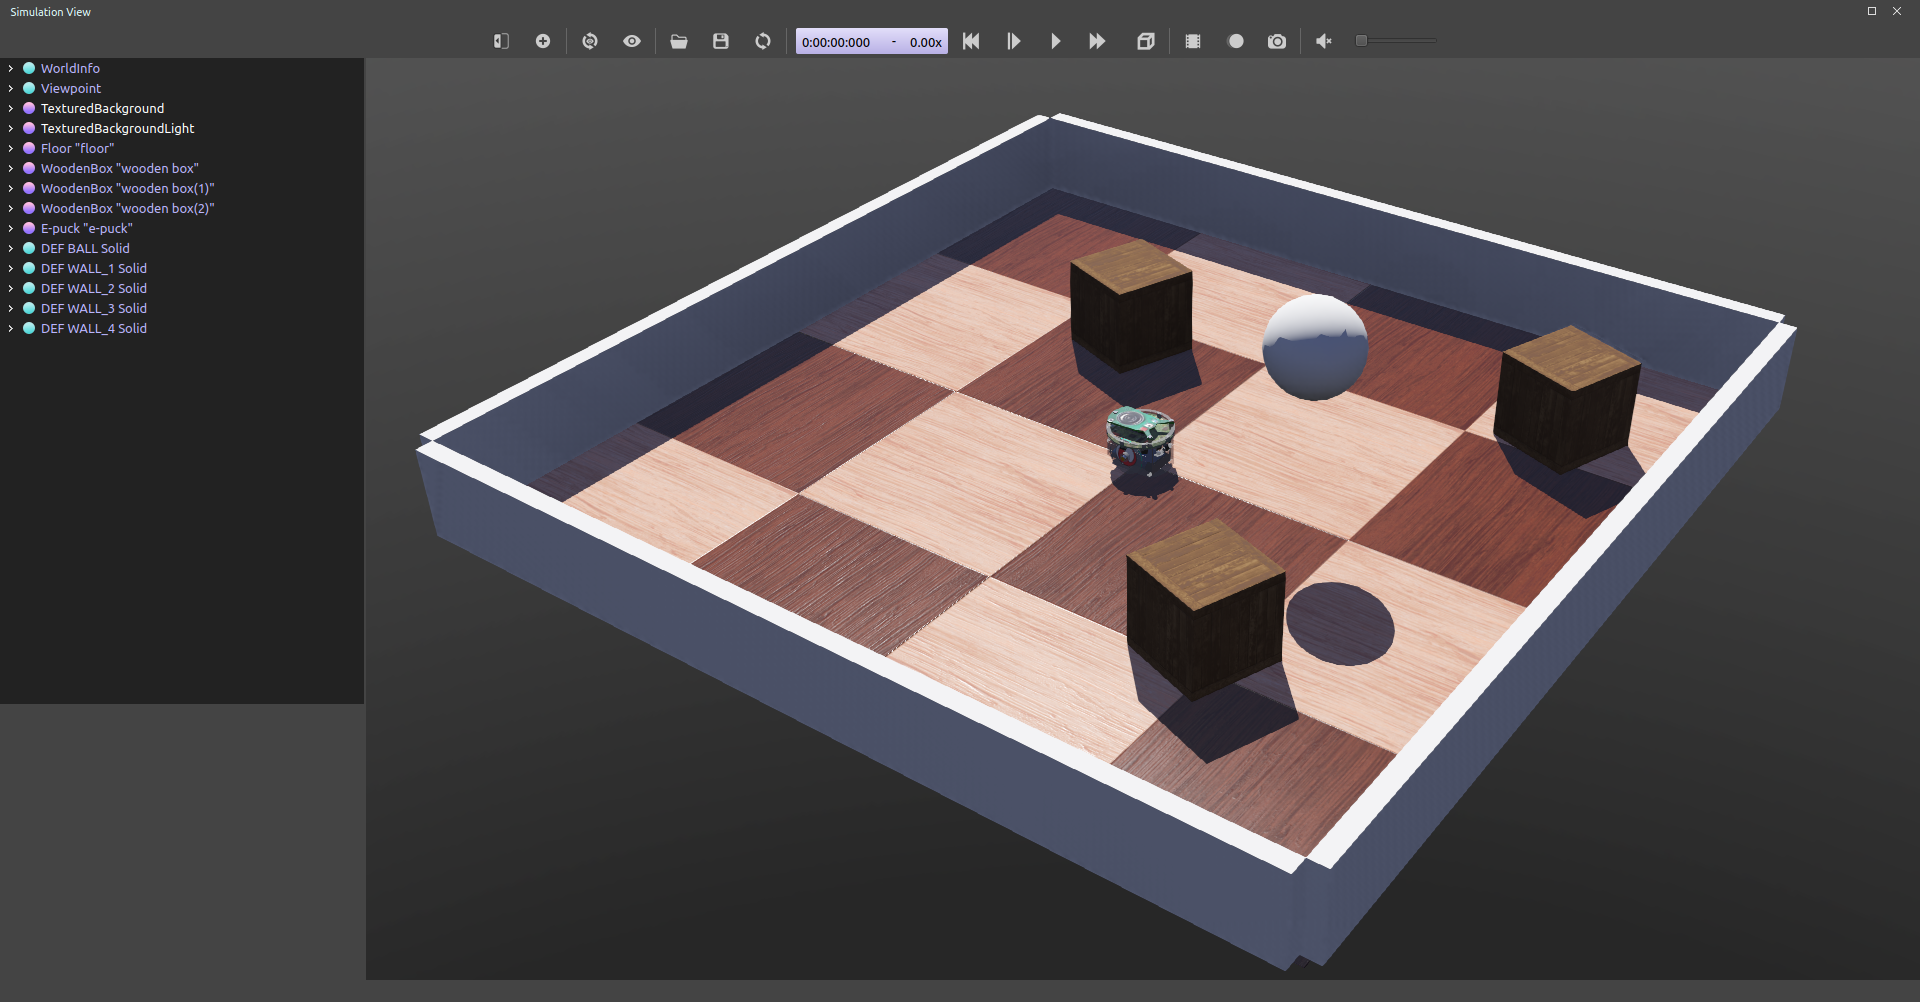 Simulation View
0:00:00:000 - 0.00x
WorldInfo
Viewpoint
TexturedBackground
TexturedBackgroundLight
Floor "floor"
WoodenBox "wooden box"
WoodenBox "wooden box(1)"
WoodenBox "wooden box(2)"
E-puck "e-puck"
DEF BALL Solid
DEF WALL_1 Solid
DEF WALL_2 Solid
DEF WALL_3 Solid
DEF WALL_4 Solid